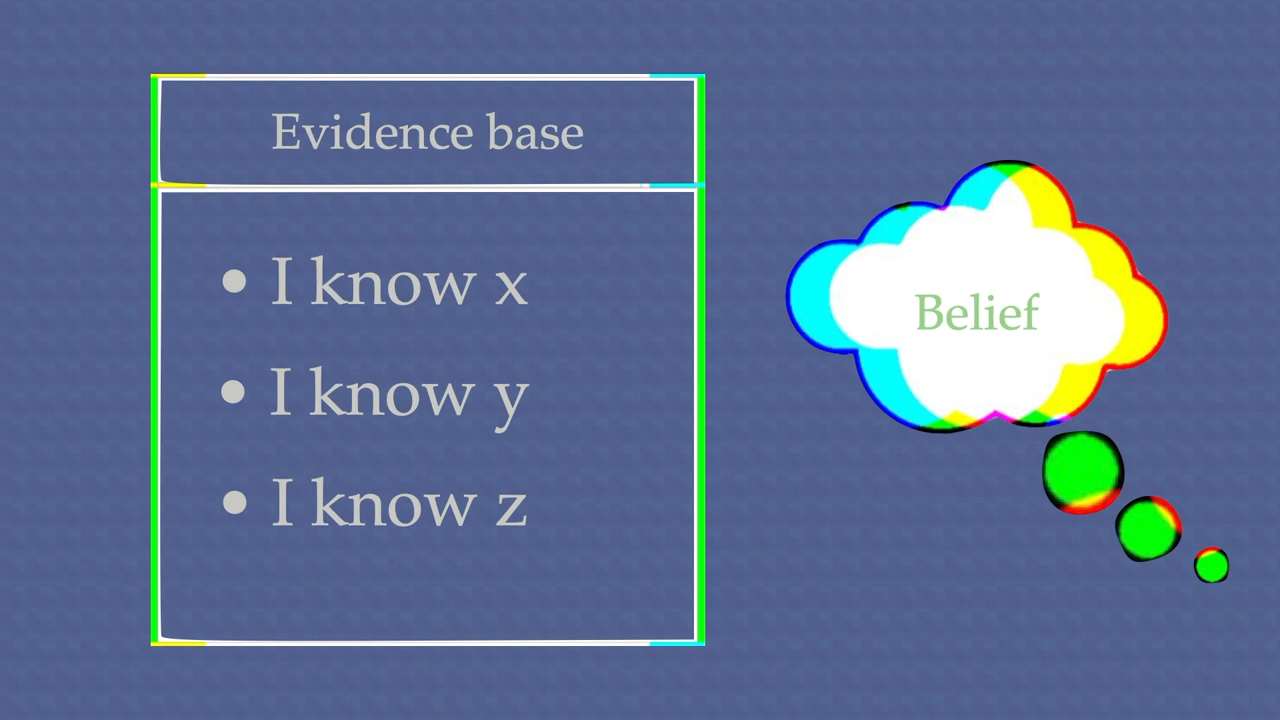 Evidence base
• I know x
• I know y
• I know z
Belief